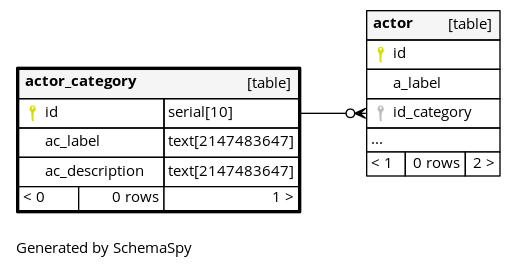 actor_category [table]
id serial[10]
ac_label text[2147483647]
ac_description text[2147483647]
< 0 0 rows 1 >
actor [table]
id
a_label
id_category
...
< 1 0 rows 2 >
Generated by SchemaSpy